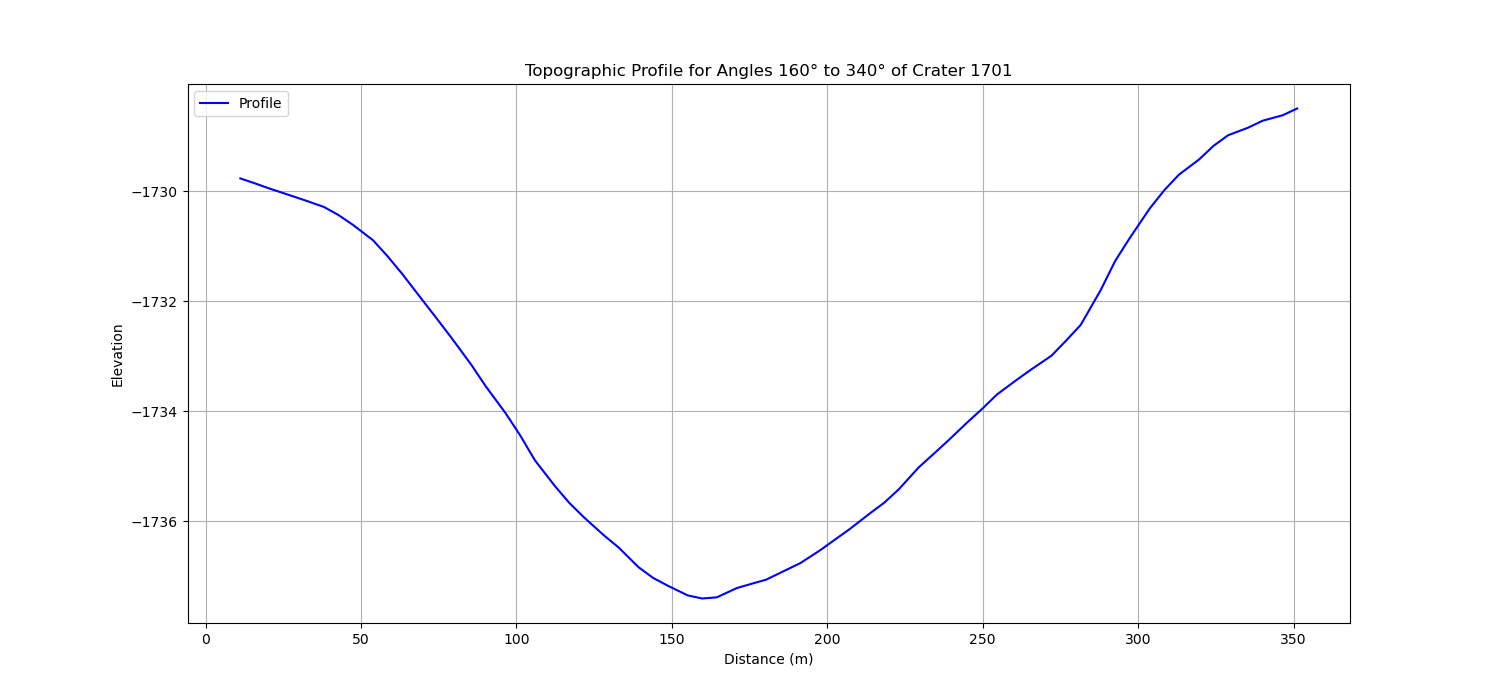 Topographic Profile for Angles 160° to 340° of Crater 1701
Profile
Elevation
−1730
−1732
−1734
−1736
0 50 100 150 200 250 300 350
Distance (m)